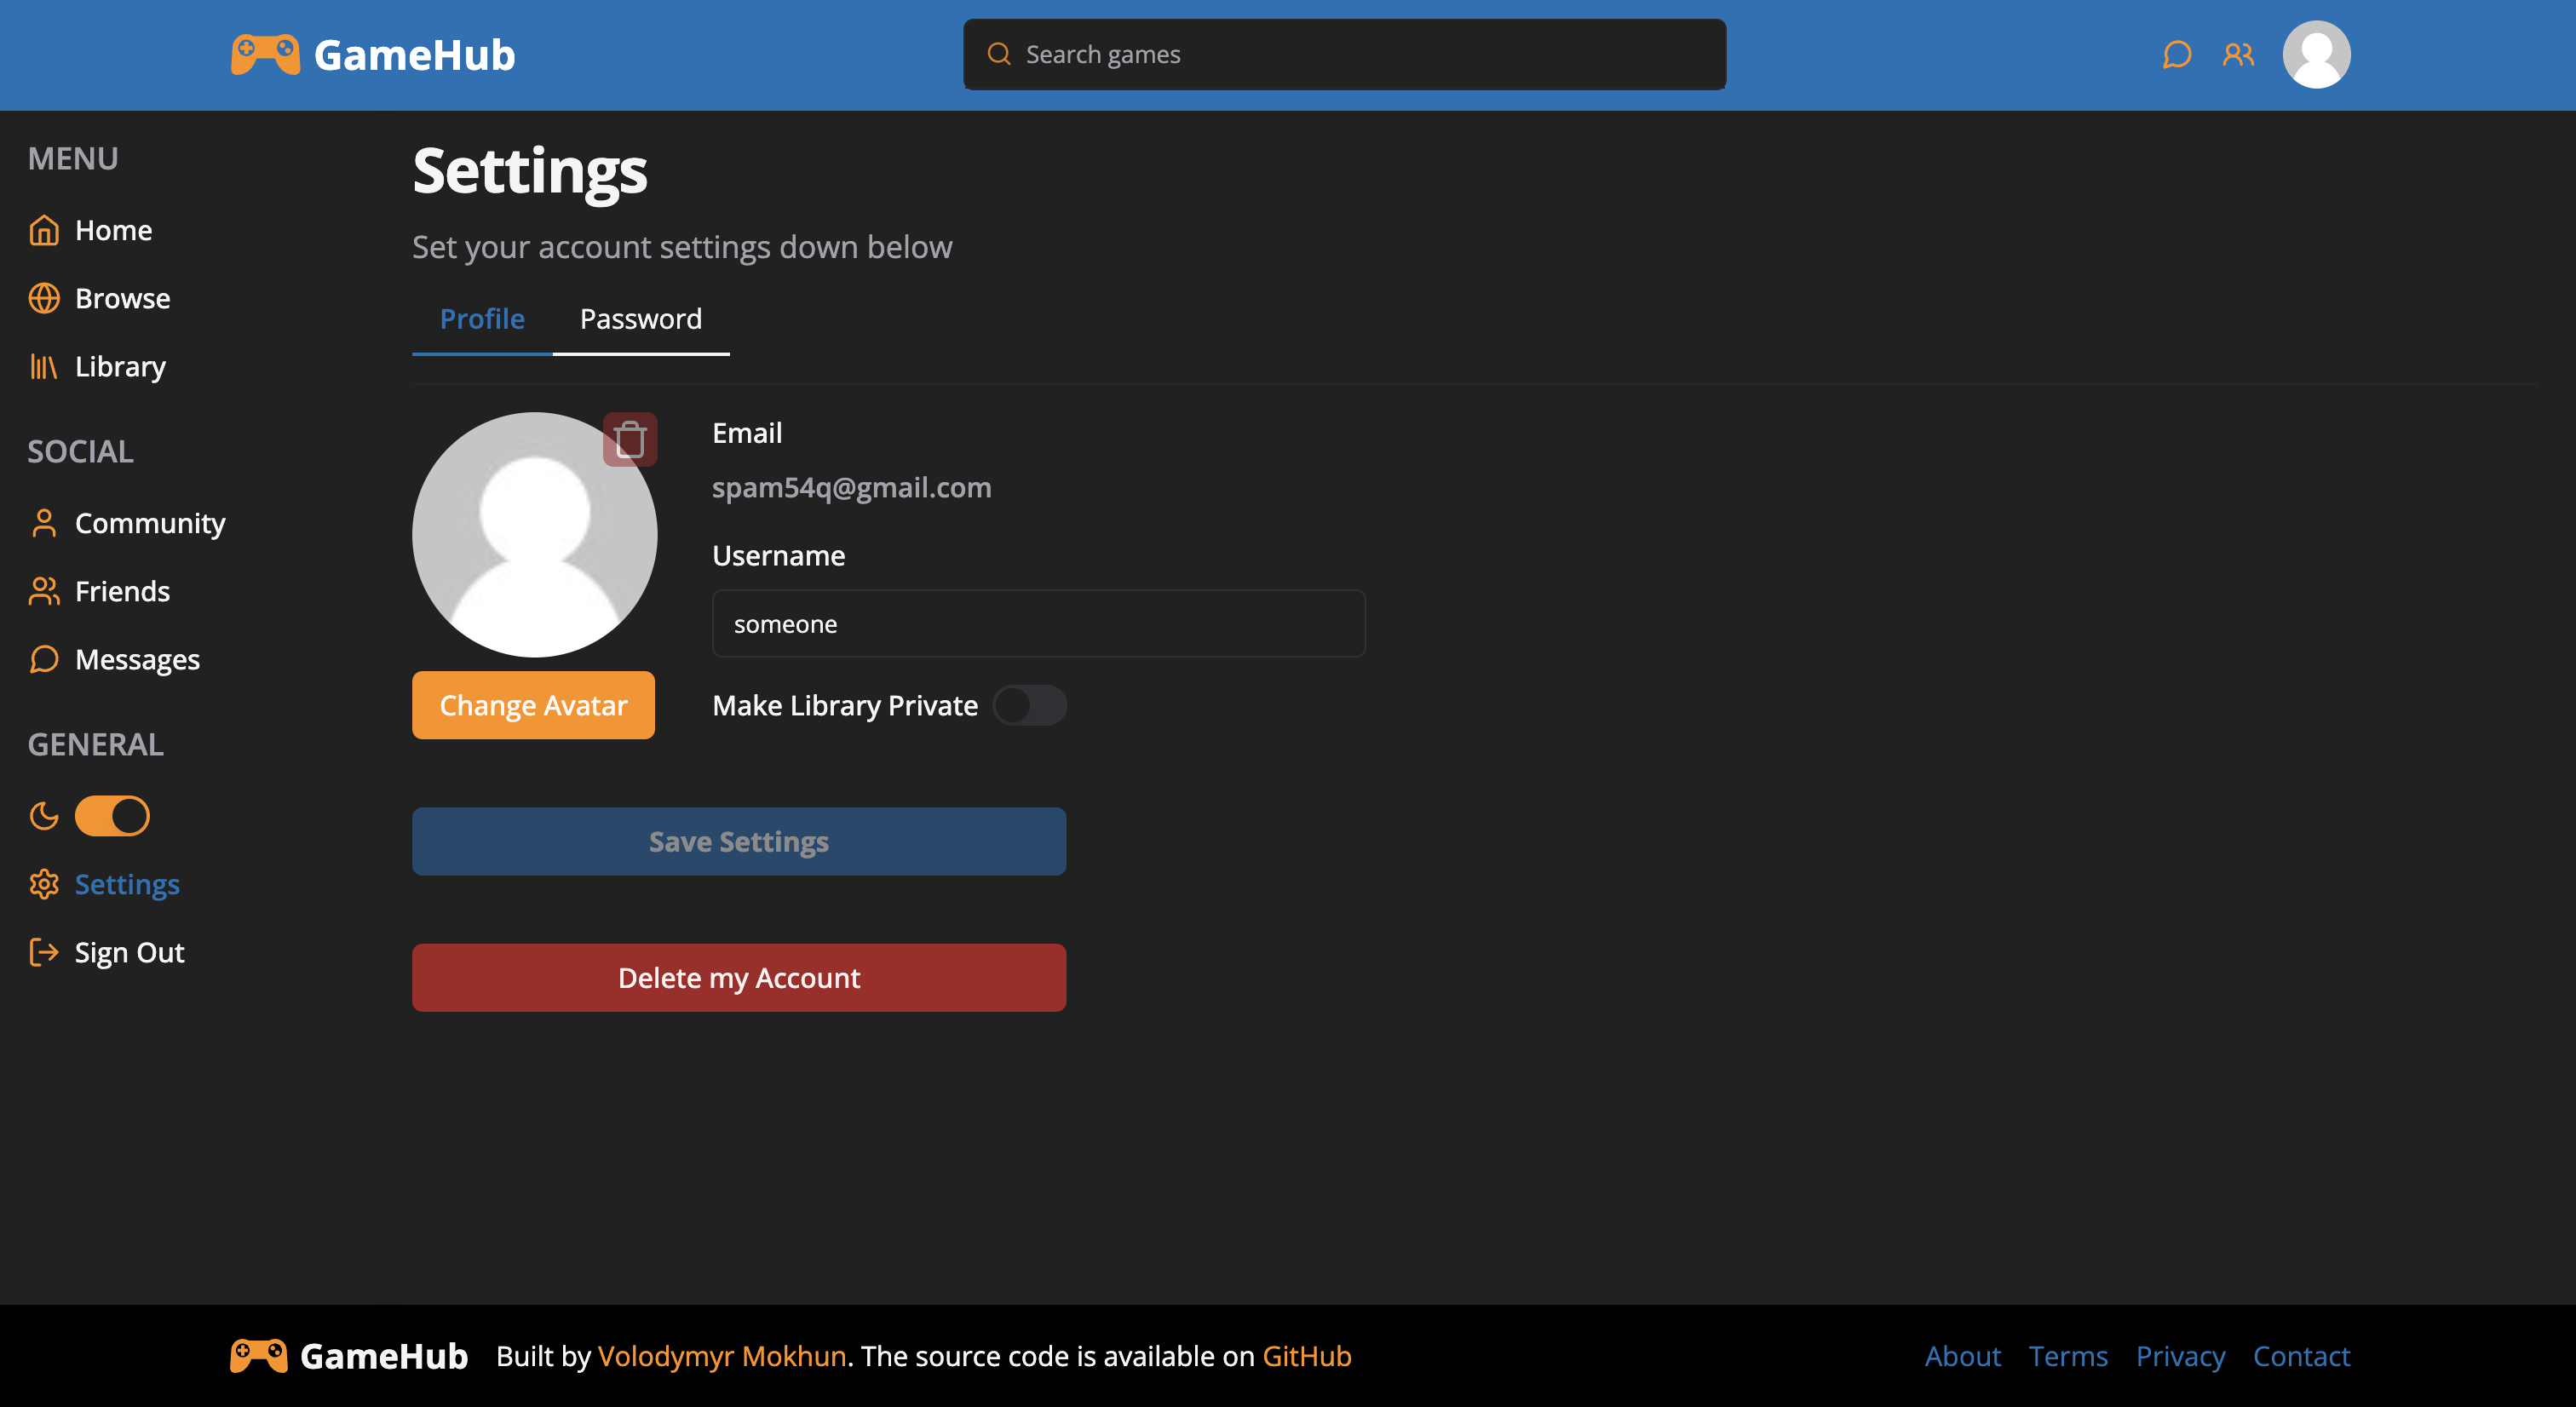 GameHub
Search games
MENU
Home
Browse
Library
SOCIAL
Community
Friends
Messages
GENERAL
Settings
Sign Out
Settings
Set your account settings down below
Profile Password
Email
spam54q@gmail.com
Username
someone
Change Avatar
Make Library Private
Save Settings
Delete my Account
GameHub Built by Volodymyr Mokhun. The source code is available on GitHub
About Terms Privacy Contact